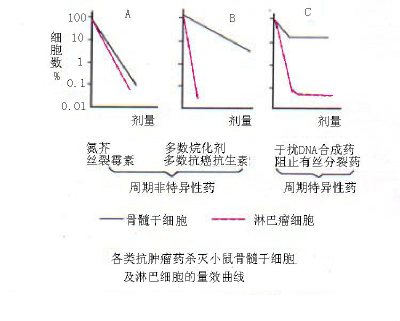 A
B
C
细胞数 %
100
10
1
0.1
0.01
剂量
剂量
剂量
氮芥
丝裂霉素
多数烷化剂
多数抗癌抗生素
干扰DNA合成药
阻止有丝分裂药
周期非特异性药
周期特异性药
骨髓干细胞
淋巴瘤细胞
各类抗肿瘤药杀灭小鼠骨髓干细胞
及淋巴细胞的量效曲线